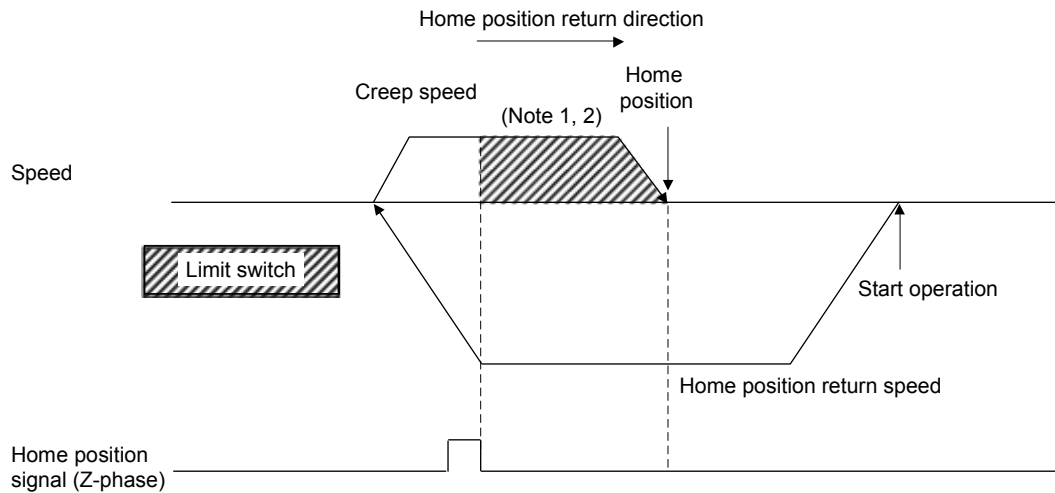 Home position return direction
Home
position
Creep speed
(Note 1, 2)
Speed
Limit switch
Start operation
Home position return speed
Home position
signal (Z-phase)